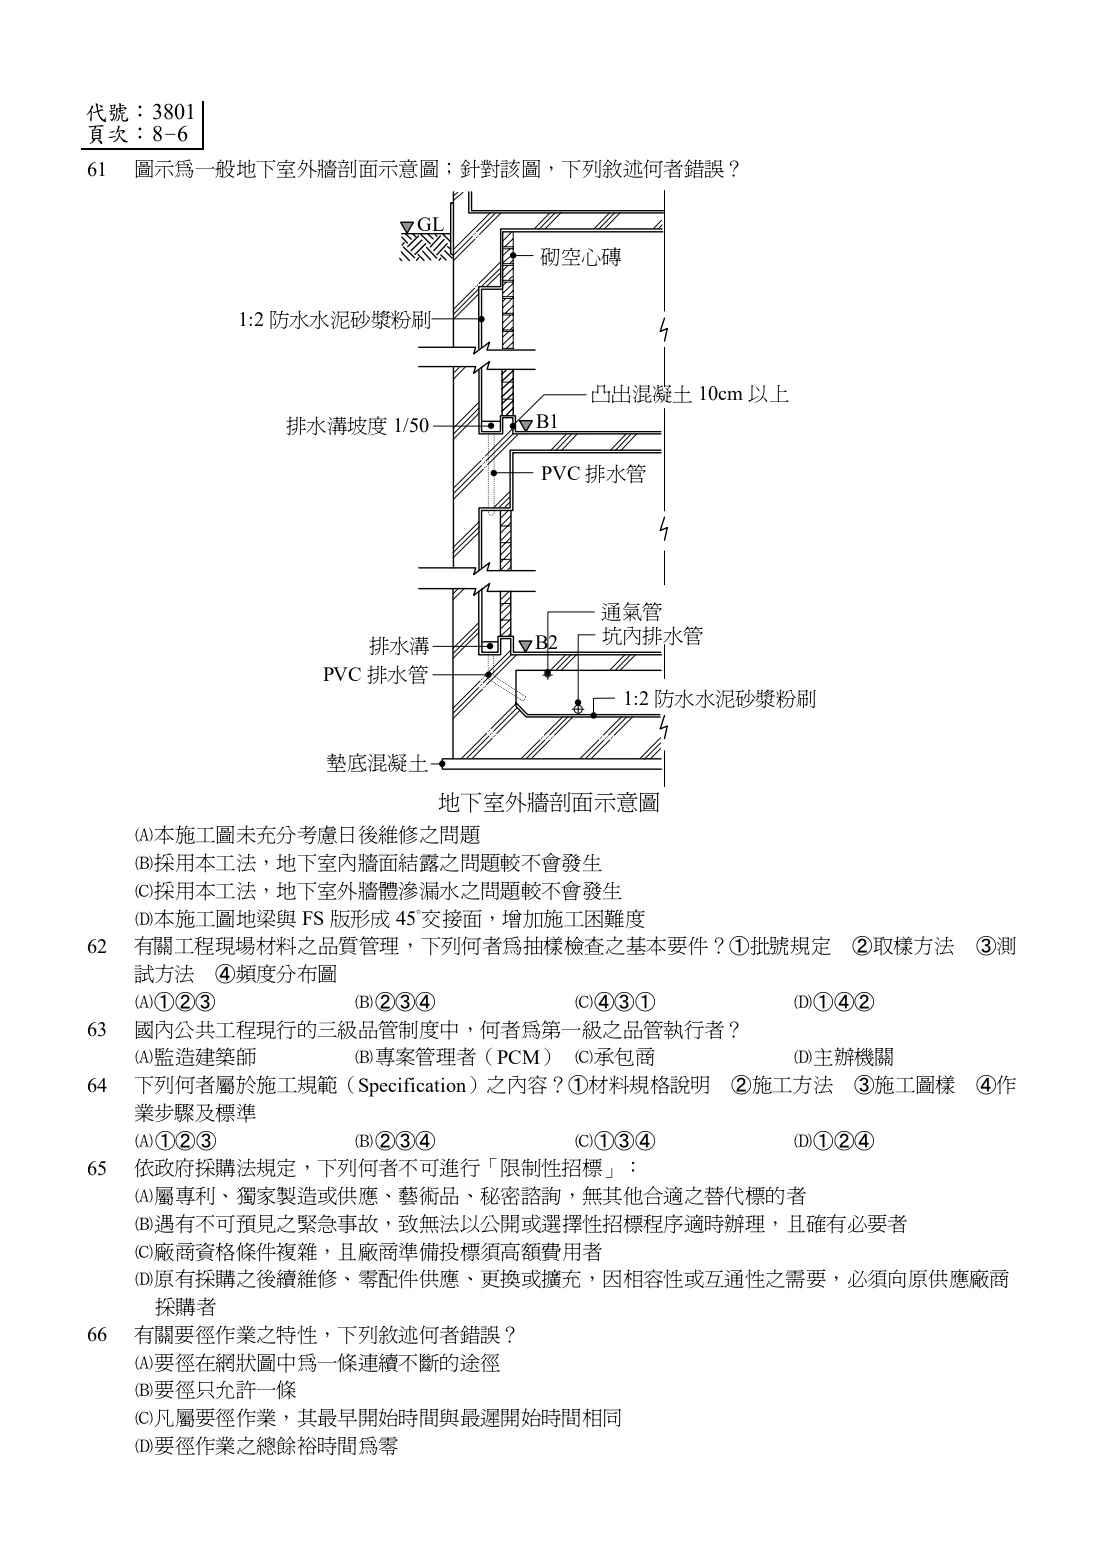 代號：3801
頁次：8－6
61 圖示為一般地下室外牆剖面示意圖；針對該圖，下列敘述何者錯誤？
GL
砌空心磚
1:2 防水水泥砂漿粉刷
凸出混凝土 10cm 以上
排水溝坡度 1/50
B1
PVC 排水管
通氣管
坑內排水管
排水溝
B2
PVC 排水管
1:2 防水水泥砂漿粉刷
墊底混凝土
地下室外牆剖面示意圖
(A)本施工圖未充分考慮日後維修之問題
(B)採用本工法，地下室內牆面結露之問題較不會發生
(C)採用本工法，地下室外牆體滲漏水之問題較不會發生
(D)本施工圖地梁與 FS 版形成 45°交接面，增加施工困難度
62 有關工程現場材料之品質管理，下列何者為抽樣檢查之基本要件？①批號規定 ②取樣方法 ③測
試方法 ④頻度分布圖
(A)①②③ (B)②③④ (C)④③① (D)①④②
63 國內公共工程現行的三級品管制度中，何者為第一級之品管執行者？
(A)監造建築師 (B)專案管理者（PCM） (C)承包商 (D)主辦機關
64 下列何者屬於施工規範（Specification）之內容？①材料規格說明 ②施工方法 ③施工圖樣 ④作
業步驟及標準
(A)①②③ (B)②③④ (C)①③④ (D)①②④
65 依政府採購法規定，下列何者不可進行「限制性招標」：
(A)屬專利、獨家製造或供應、藝術品、秘密諮詢，無其他合適之替代標的者
(B)遇有不可預見之緊急事故，致無法以公開或選擇性招標程序適時辦理，且確有必要者
(C)廠商資格條件複雜，且廠商準備投標須高額費用者
(D)原有採購之後續維修、零配件供應、更換或擴充，因相容性或互通性之需要，必須向原供應廠商
採購者
66 有關要徑作業之特性，下列敘述何者錯誤？
(A)要徑在網狀圖中為一條連續不斷的途徑
(B)要徑只允許一條
(C)凡屬要徑作業，其最早開始時間與最遲開始時間相同
(D)要徑作業之總餘裕時間為零